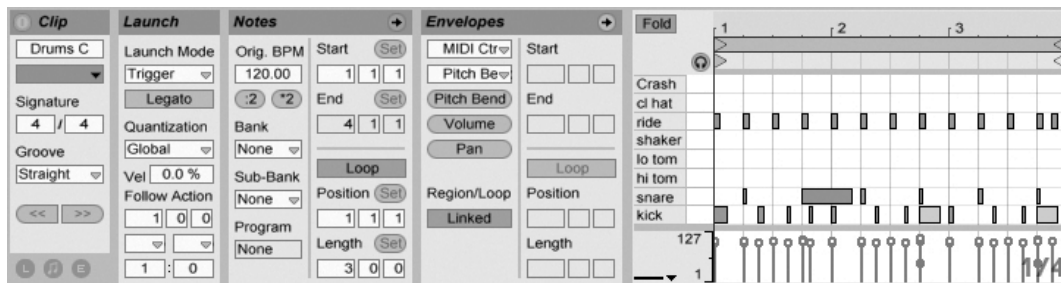 Clip
Drums C
Signature
4 / 4
Groove
Straight
<< >>
L E
Launch
Launch Mode
Trigger
Legato
Quantization
Global
Vel 0.0 %
Follow Action
1 0 0
1 : 0
Notes
Orig. BPM
120.00
:2 *2
Bank
None
Sub-Bank
None
Program
None
Start Set
1 1 1
End Set
4 1 1
Loop
Position Set
1 1 1
Length Set
3 0 0
Envelopes
MIDI Ctr
Pitch Be
Pitch Bend
Volume
Pan
Region/Loop
Linked
Start
End
Loop
Position
Length
Fold
1 2 3
Crash
cl hat
ride
shaker
lo tom
hi tom
snare
kick
127
1
1/4